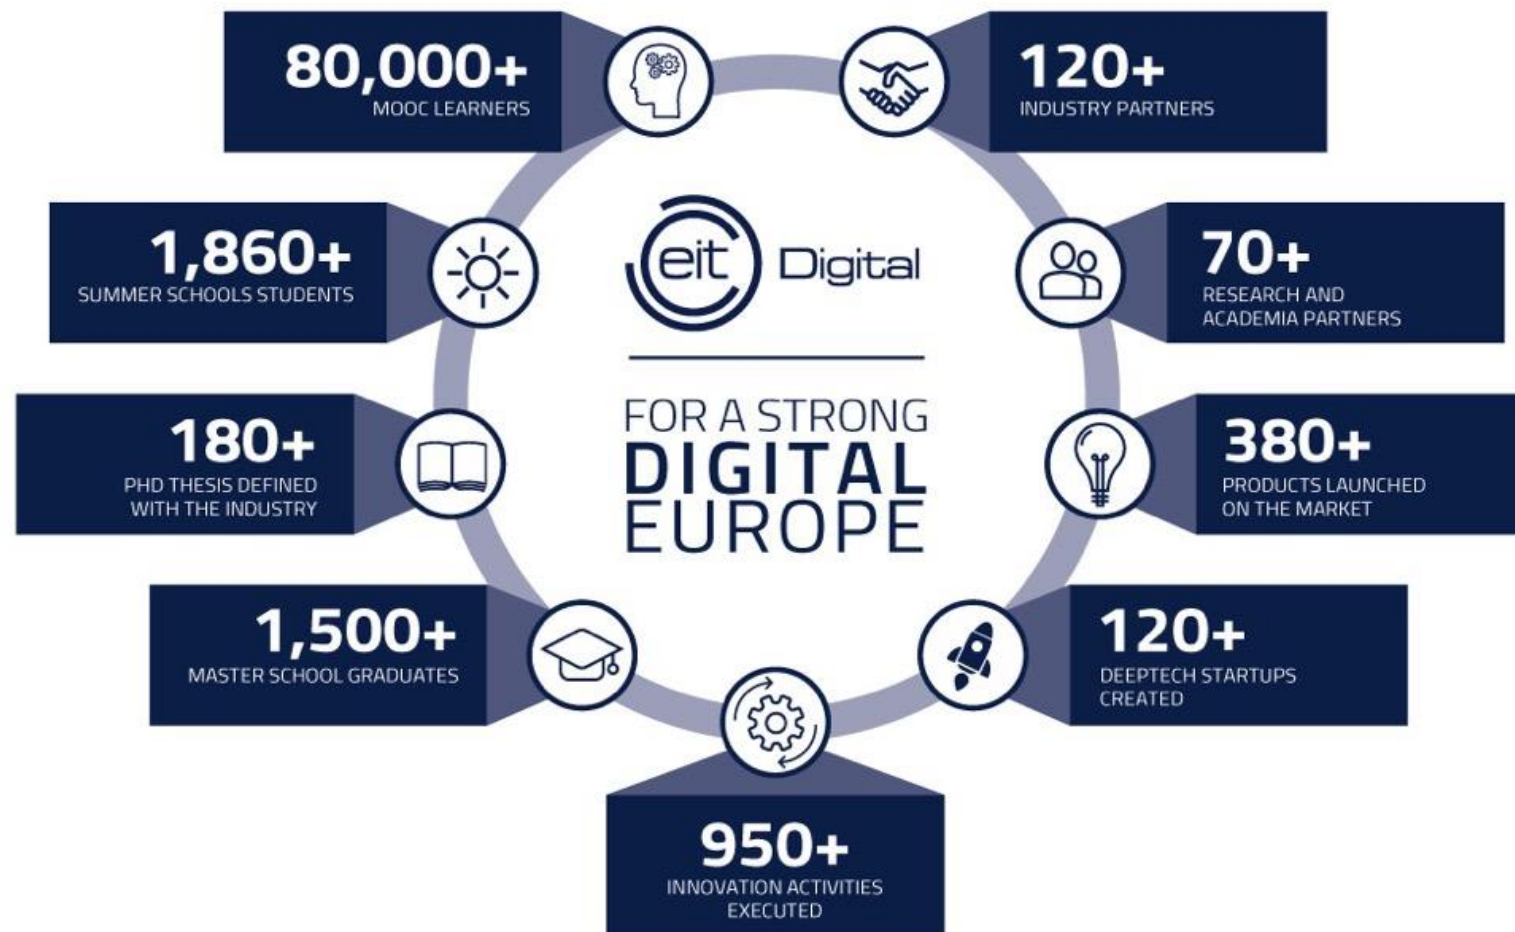 80,000+
MOOC LEARNERS
120+
INDUSTRY PARTNERS
1,860+
SUMMER SCHOOLS STUDENTS
eit Digital
70+
RESEARCH AND
ACADEMIA PARTNERS
FOR A STRONG
DIGITAL
EUROPE
180+
PHD THESIS DEFINED
WITH THE INDUSTRY
380+
PRODUCTS LAUNCHED
ON THE MARKET
1,500+
MASTER SCHOOL GRADUATES
120+
DEEPTECH STARTUPS
CREATED
950+
INNOVATION ACTIVITIES
EXECUTED